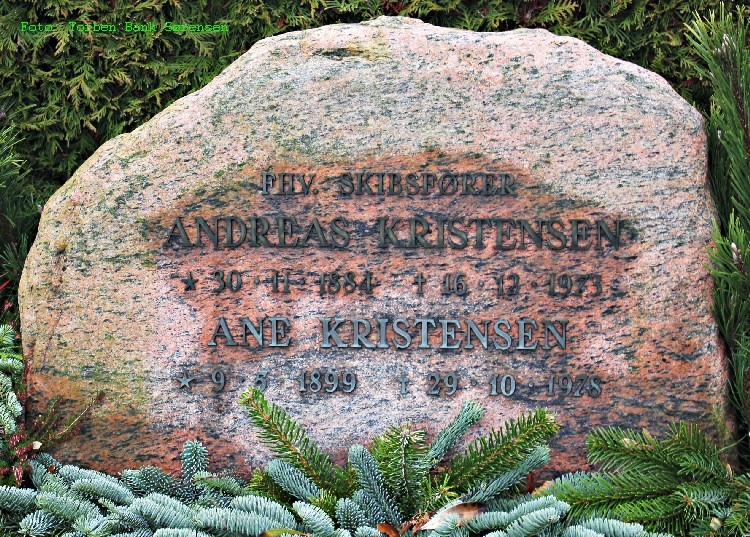 Foto: Torben Bank Sørensen
FHV. SKIBSFØRER
ANDREAS KRISTENSEN
★ 30 · 11 · 1884 † 16 · 12 · 1973
ANE KRISTENSEN
★ 9 · 5 · 1899 † 29 · 10 · 1978